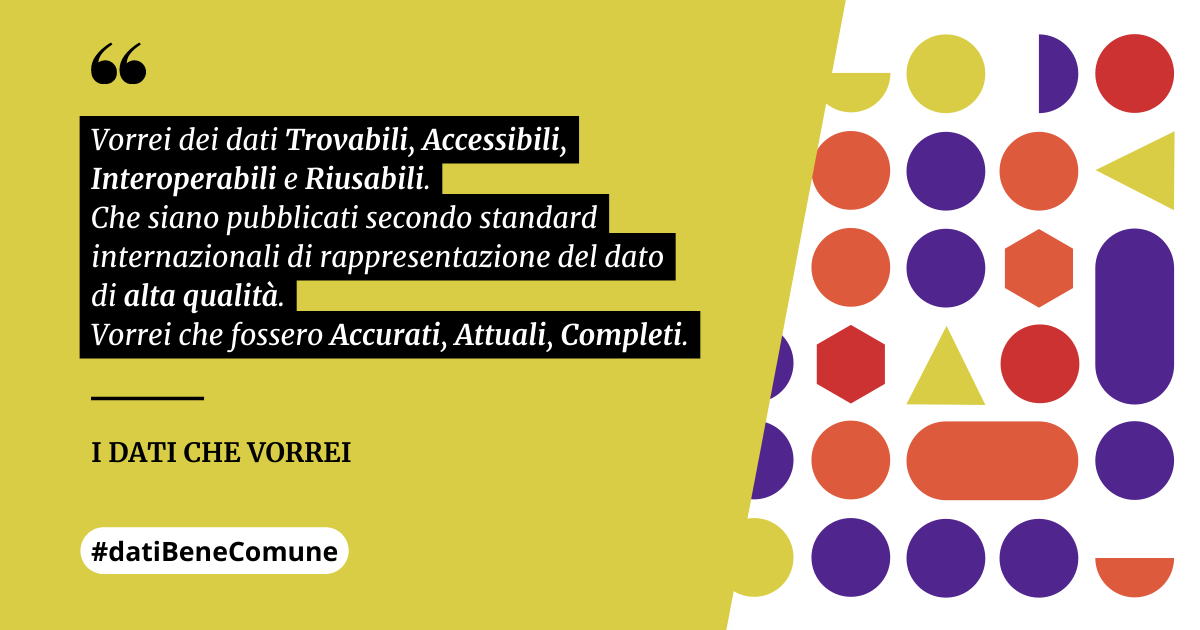 “
Vorrei dei dati Trovabili, Accessibili,
Interoperabili e Riusabili.
Che siano pubblicati secondo standard
internazionali di rappresentazione del dato
di alta qualità.
Vorrei che fossero Accurati, Attuali, Completi.
I DATI CHE VORREI
#datiBeneComune